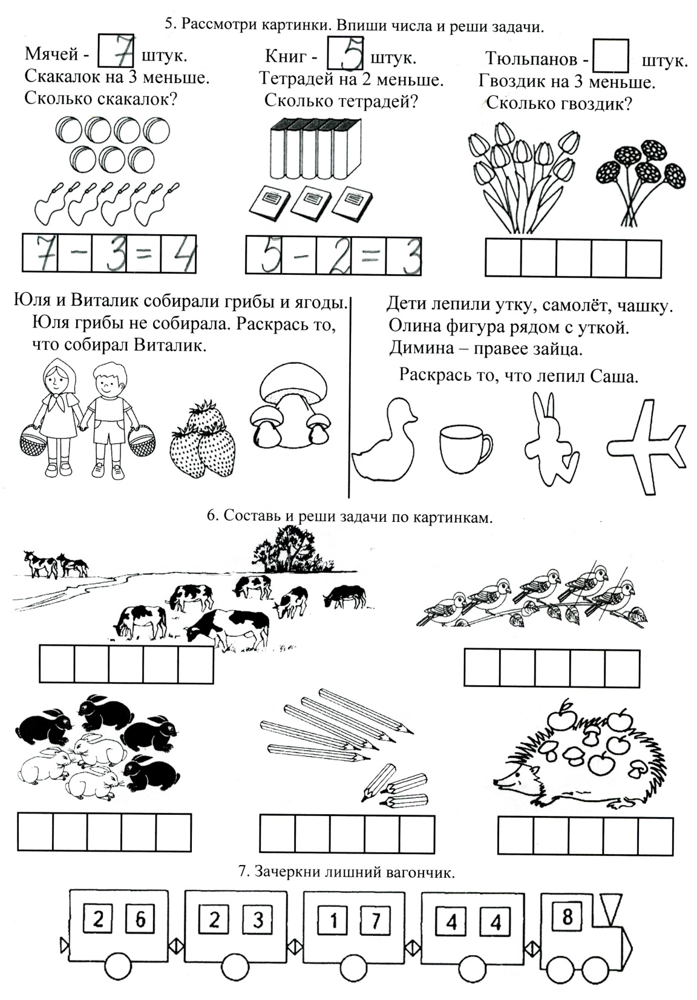 5. Рассмотри картинки. Впиши числа и реши задачи.
Мячей - 7 штук.
Скакалок на 3 меньше.
Сколько скакалок?
7 - 3 = 4
Книг - 5 штук.
Тетрадей на 2 меньше.
Сколько тетрадей?
5 - 2 = 3
Тюльпанов - штук.
Гвоздик на 3 меньше.
Сколько гвоздик?
Юля и Виталик собирали грибы и ягоды.
Юля грибы не собирала. Раскрась то,
что собирал Виталик.
Дети лепили утку, самолёт, чашку.
Олина фигура рядом с уткой.
Димина – правее зайца.
Раскрась то, что лепил Саша.
6. Составь и реши задачи по картинкам.
7. Зачеркни лишний вагончик.
2 6 2 3 1 7 4 4 8